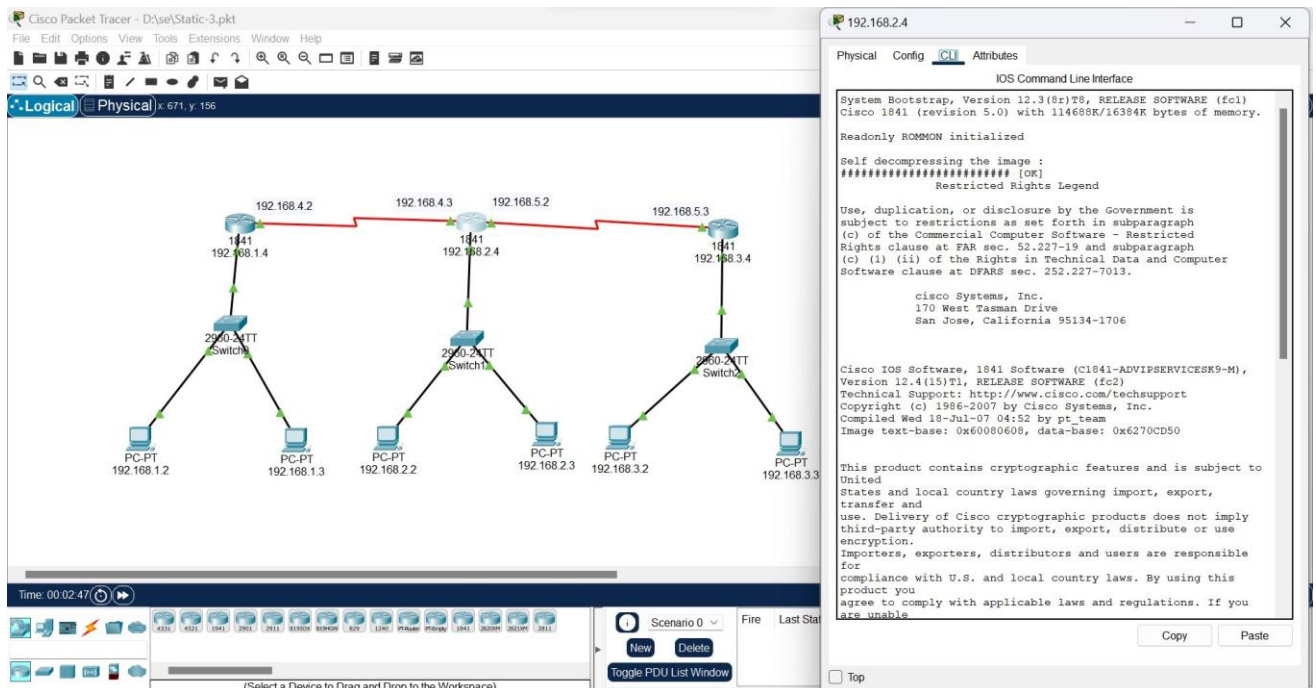 Cisco Packet Tracer - D:\se\Static-3.pkt
File Edit Options View Tools Extensions Window Help
Logical Physical x: 671, y: 156
192.168.4.2
192.168.4.3
192.168.5.2
192.168.5.3
1841
192.168.1.4
1841
192.168.2.4
1841
192.168.3.4
2960-24TT
Switch0
2960-24TT
Switch1
2960-24TT
Switch2
PC-PT
192.168.1.2
PC-PT
192.168.1.3
PC-PT
192.168.2.2
PC-PT
192.168.2.3
PC-PT
192.168.3.2
PC-PT
192.168.3.3
Time: 00:02:47
4331 4321 1941 2901 2911 819IOX 819HGW 829 1240 PT-Router PT-Empty 1841 2620XM 2621XM 2811
(Select a Device to Drag and Drop to the Workspace)
Scenario 0
New Delete
Toggle PDU List Window
Fire Last Stat
192.168.2.4
Physical Config CLI Attributes
IOS Command Line Interface
System Bootstrap, Version 12.3(8r)T8, RELEASE SOFTWARE (fc1)
Cisco 1841 (revision 5.0) with 114688K/16384K bytes of memory.
Readonly ROMMON initialized
Self decompressing the image :
########################## [OK]
Restricted Rights Legend
Use, duplication, or disclosure by the Government is
subject to restrictions as set forth in subparagraph
(c) of the Commercial Computer Software - Restricted
Rights clause at FAR sec. 52.227-19 and subparagraph
(c) (1) (ii) of the Rights in Technical Data and Computer
Software clause at DFARS sec. 252.227-7013.
cisco Systems, Inc.
170 West Tasman Drive
San Jose, California 95134-1706
Cisco IOS Software, 1841 Software (C1841-ADVIPSERVICESK9-M),
Version 12.4(15)T1, RELEASE SOFTWARE (fc2)
Technical Support: http://www.cisco.com/techsupport
Copyright (c) 1986-2007 by Cisco Systems, Inc.
Compiled Wed 18-Jul-07 04:52 by pt_team
Image text-base: 0x60080608, data-base: 0x6270CD50
This product contains cryptographic features and is subject to
United
States and local country laws governing import, export,
transfer and
use. Delivery of Cisco cryptographic products does not imply
third-party authority to import, export, distribute or use
encryption.
Importers, exporters, distributors and users are responsible
for
compliance with U.S. and local country laws. By using this
product you
agree to comply with applicable laws and regulations. If you
are unable
Copy Paste
Top